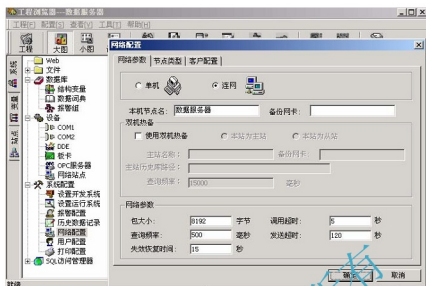 工程浏览器---数据服务器
工程[F] 配置[S] 查看[V] 工具[T] 帮助[H]
工程 大图 小图
系统
变量
站点
Web
文件
数据库
结构变量
数据词典
报警组
设备
COM1
COM2
DDE
板卡
OPC服务器
网络站点
系统配置
设置开发系统
设置运行系统
报警配置
历史数据记录
网络配置
用户配置
打印配置
SQL访问管理器
就绪
网络配置
网络参数 节点类型 客户配置
单机 连网
本机节点名: 数据服务器 备份网卡:
双机热备
使用双机热备 本站为主站 本站为从站
主站名称: 备份网卡:
主站历史库路径:
查询频率: 15000 毫秒
网络参数
包大小: 8192 字节 调用超时: 5 秒
查询频率: 500 毫秒 发送超时: 120 秒
失效恢复时间: 15 秒
确定 取消